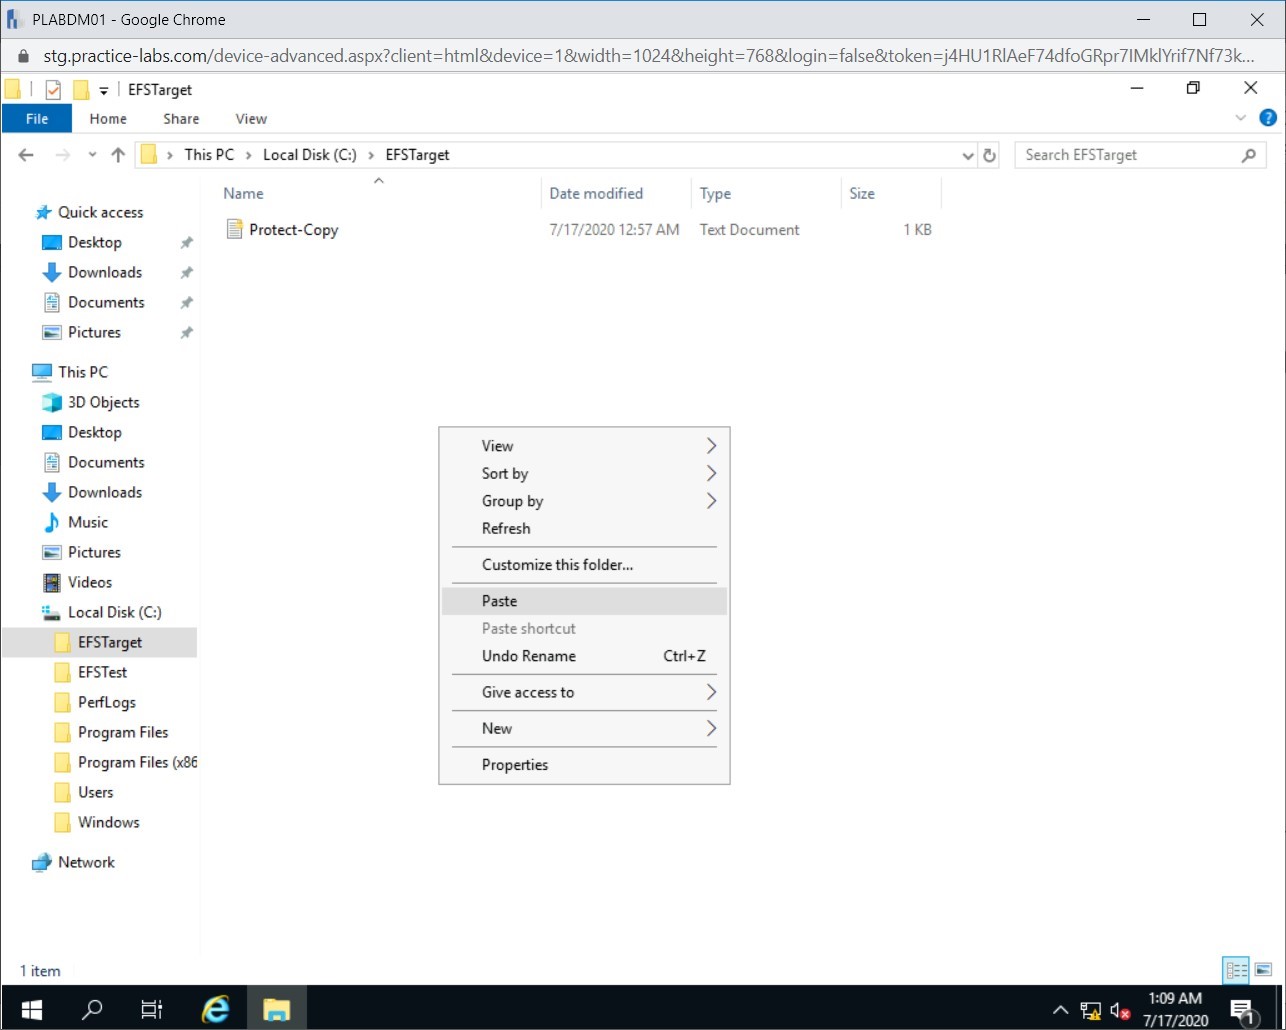 PLABDM01 - Google Chrome
stg.practice-labs.com/device-advanced.aspx?client=html&device=1&width=1024&height=768&login=false&token=j4HU1RlAeF74dfoGRpr7IMklYrif7Nf73k...
EFSTarget
File Home Share View
This PC > Local Disk (C:) > EFSTarget
Search EFSTarget
Name Date modified Type Size
Protect-Copy 7/17/2020 12:57 AM Text Document 1 KB
Quick access
Desktop
Downloads
Documents
Pictures
This PC
3D Objects
Desktop
Documents
Downloads
Music
Pictures
Videos
Local Disk (C:)
EFSTarget
EFSTest
PerfLogs
Program Files
Program Files (x86
Users
Windows
Network
View
Sort by
Group by
Refresh
Customize this folder...
Paste
Paste shortcut
Undo Rename Ctrl+Z
Give access to
New
Properties
1 item
1:09 AM
7/17/2020
1